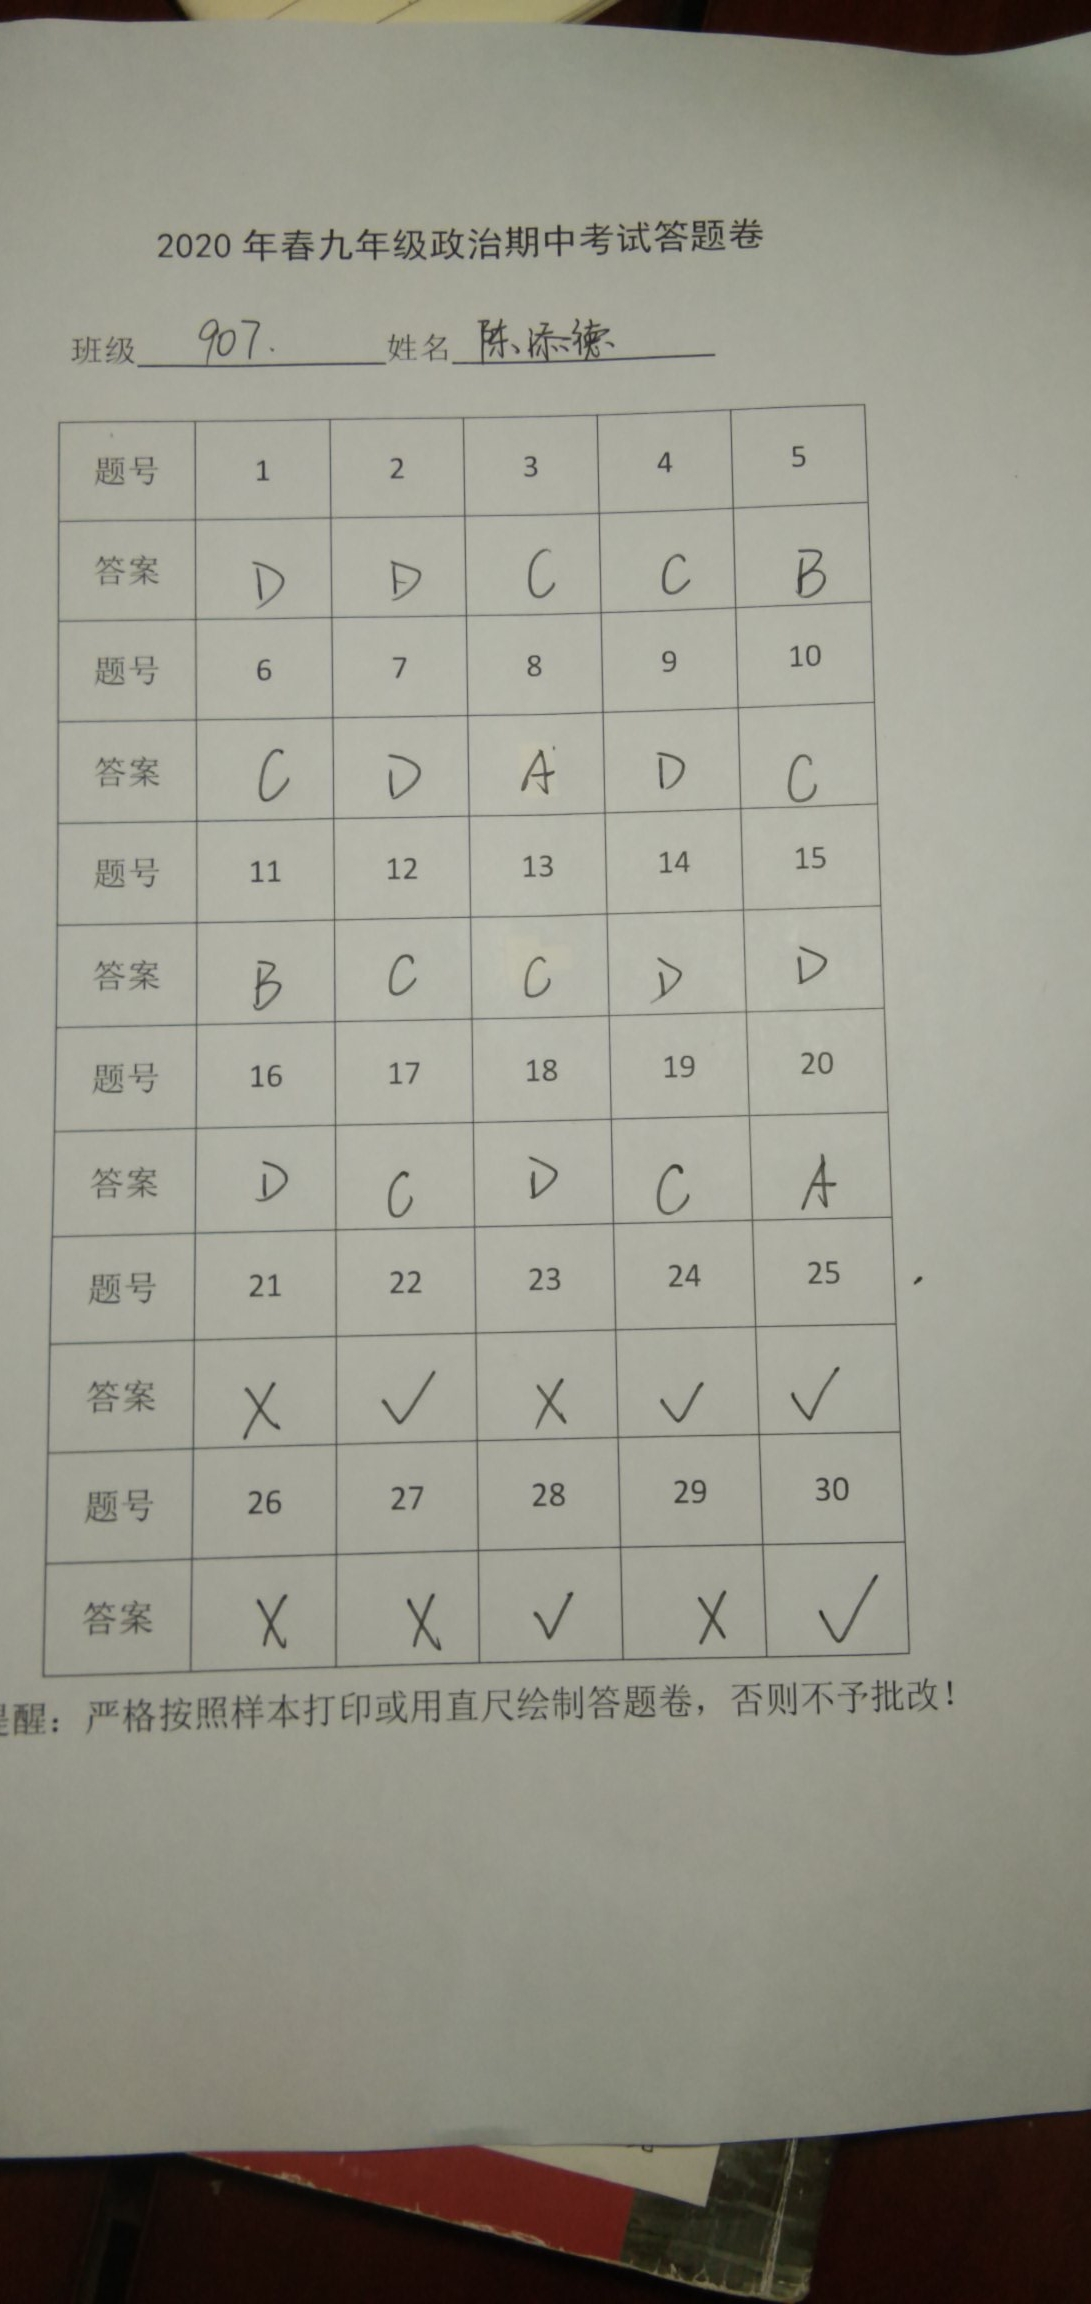 2020 年春九年级政治期中考试答题卷
班级 907. 姓名 陈添德
题号 1 2 3 4 5
答案 D D C C B
题号 6 7 8 9 10
答案 C D A D C
题号 11 12 13 14 15
答案 B C C D D
题号 16 17 18 19 20
答案 D C D C A
题号 21 22 23 24 25
答案 X ✓ X ✓ ✓
题号 26 27 28 29 30
答案 X X ✓ X ✓
醒：严格按照样本打印或用直尺绘制答题卷，否则不予批改！